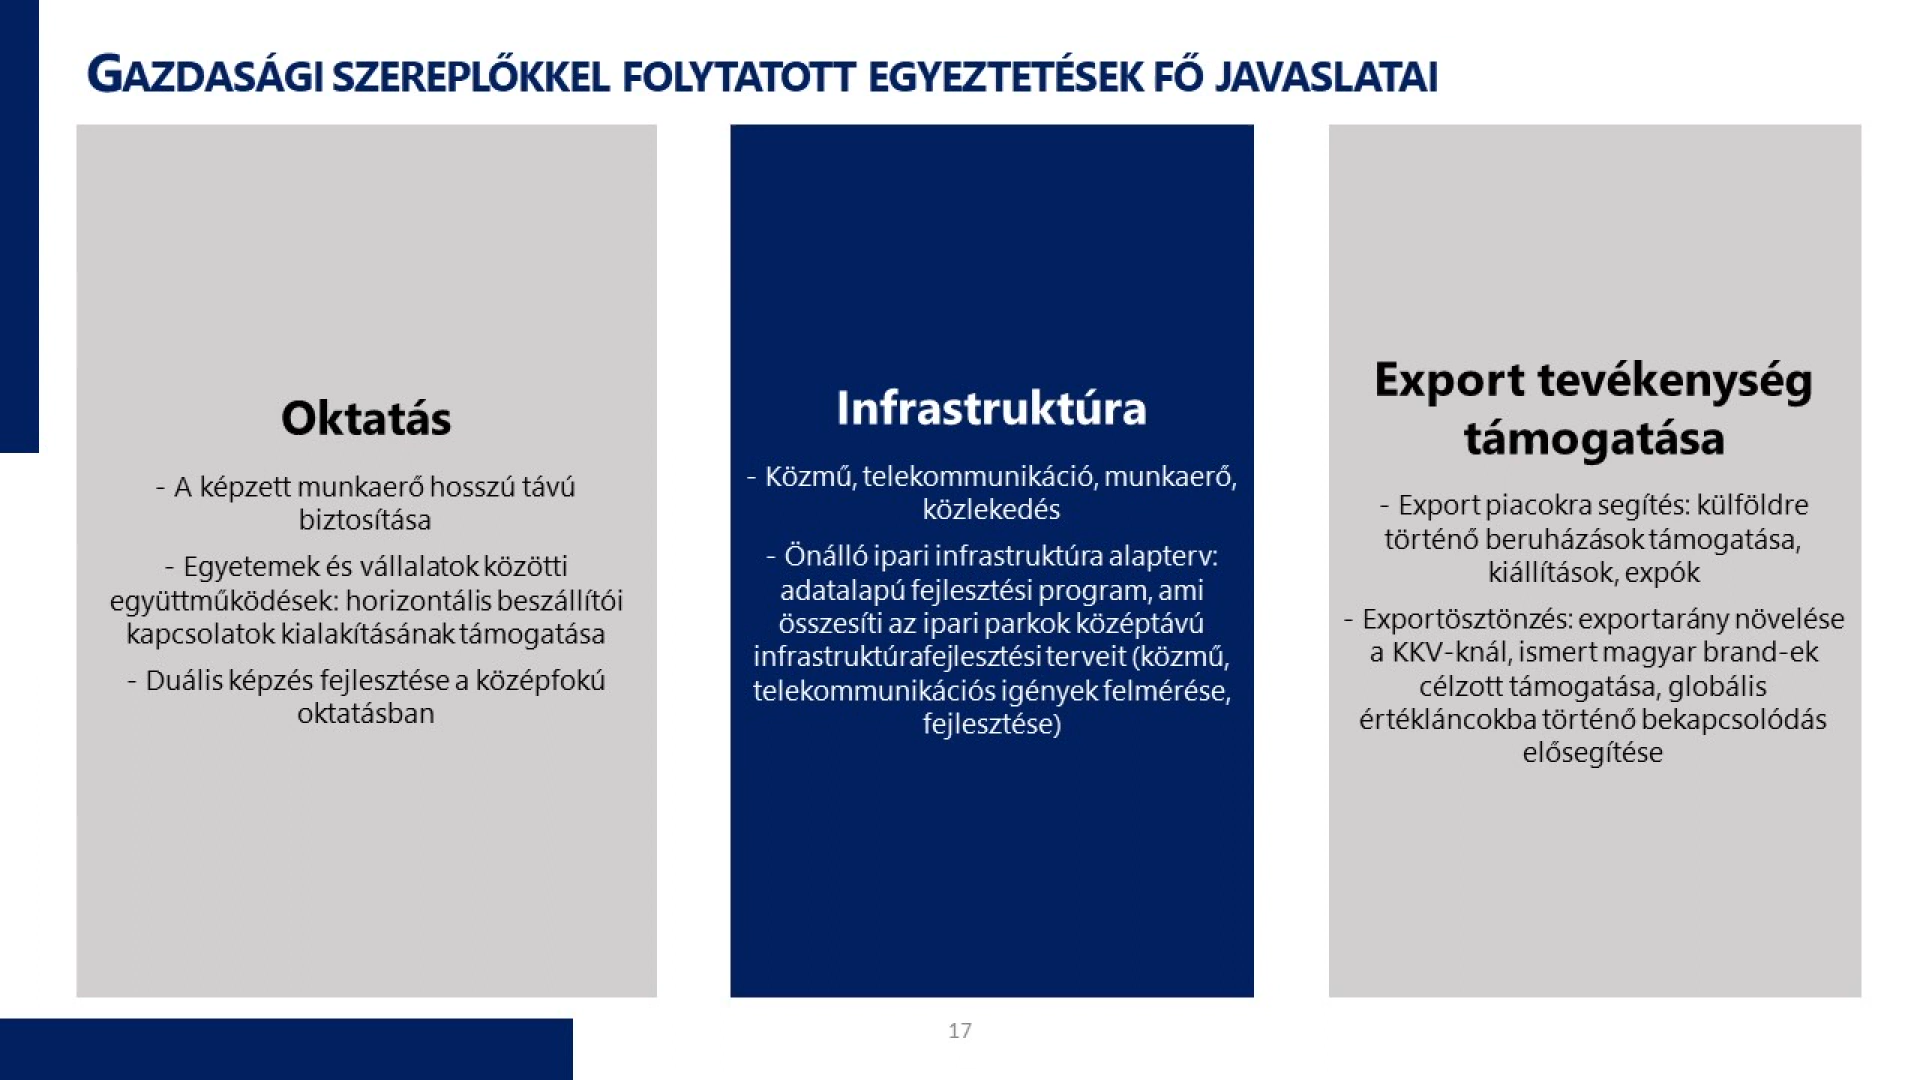 GAZDASÁGI SZEREPLŐKKEL FOLYTATOTT EGYEZTETÉSEK FŐ JAVASLATAI
Oktatás
- A képzett munkaerő hosszú távú
biztosítása
- Egyetemek és vállalatok közötti
együttműködések: horizontális beszállítói
kapcsolatok kialakításának támogatása
- Duális képzés fejlesztése a középfokú
oktatásban
Infrastruktúra
- Közmű, telekommunikáció, munkaerő,
közlekedés
- Önálló ipari infrastruktúra alapterv:
adatalapú fejlesztési program, ami
összesíti az ipari parkok középtávú
infrastruktúrafejlesztési terveit (közmű,
telekommunikációs igények felmérése,
fejlesztése)
Export tevékenység
támogatása
- Export piacokra segítés: külföldre
történő beruházások támogatása,
kiállítások, expók
- Exportösztönzés: exportarány növelése
a KKV-knál, ismert magyar brand-ek
célzott támogatása, globális
értékláncokba történő bekapcsolódás
elősegítése
17